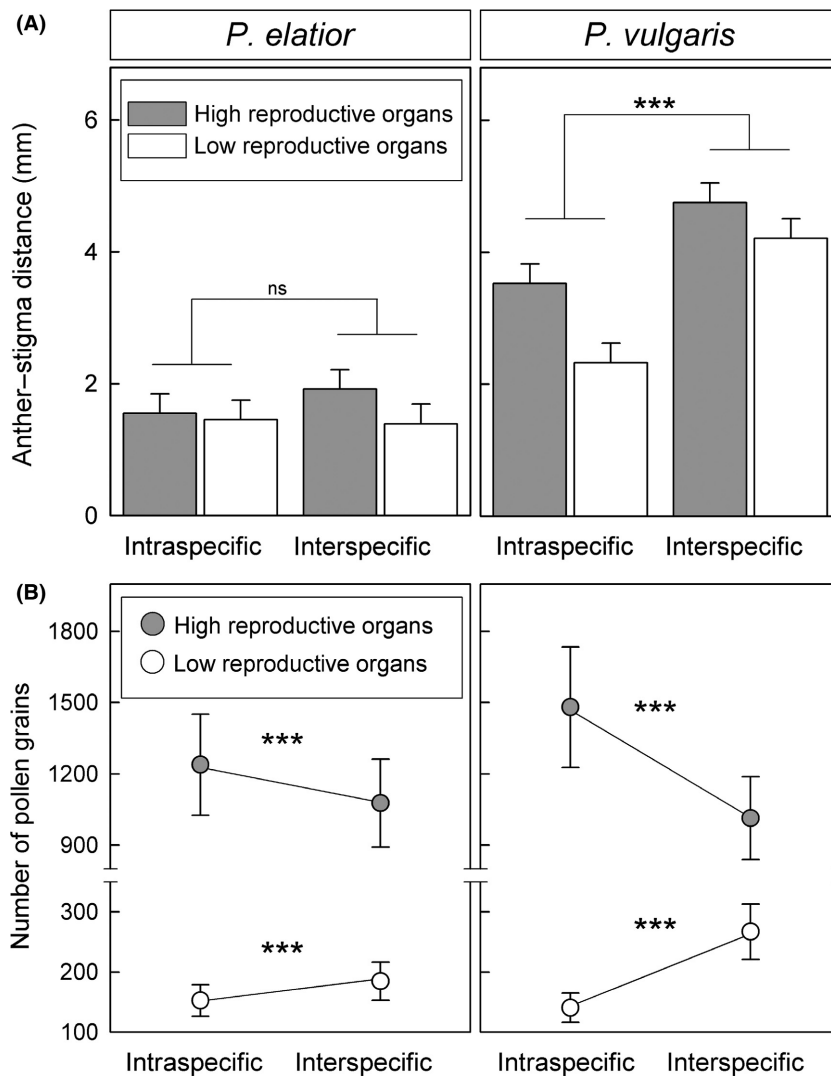 (A)
P. elatior
P. vulgaris
High reproductive organs
Low reproductive organs
Anther–stigma distance (mm)
6
4
2
0
ns
***
Intraspecific Interspecific Intraspecific Interspecific
(B)
High reproductive organs
Low reproductive organs
Number of pollen grains
1800
1500
1200
900
300
200
100
***
***
***
***
Intraspecific Interspecific Intraspecific Interspecific